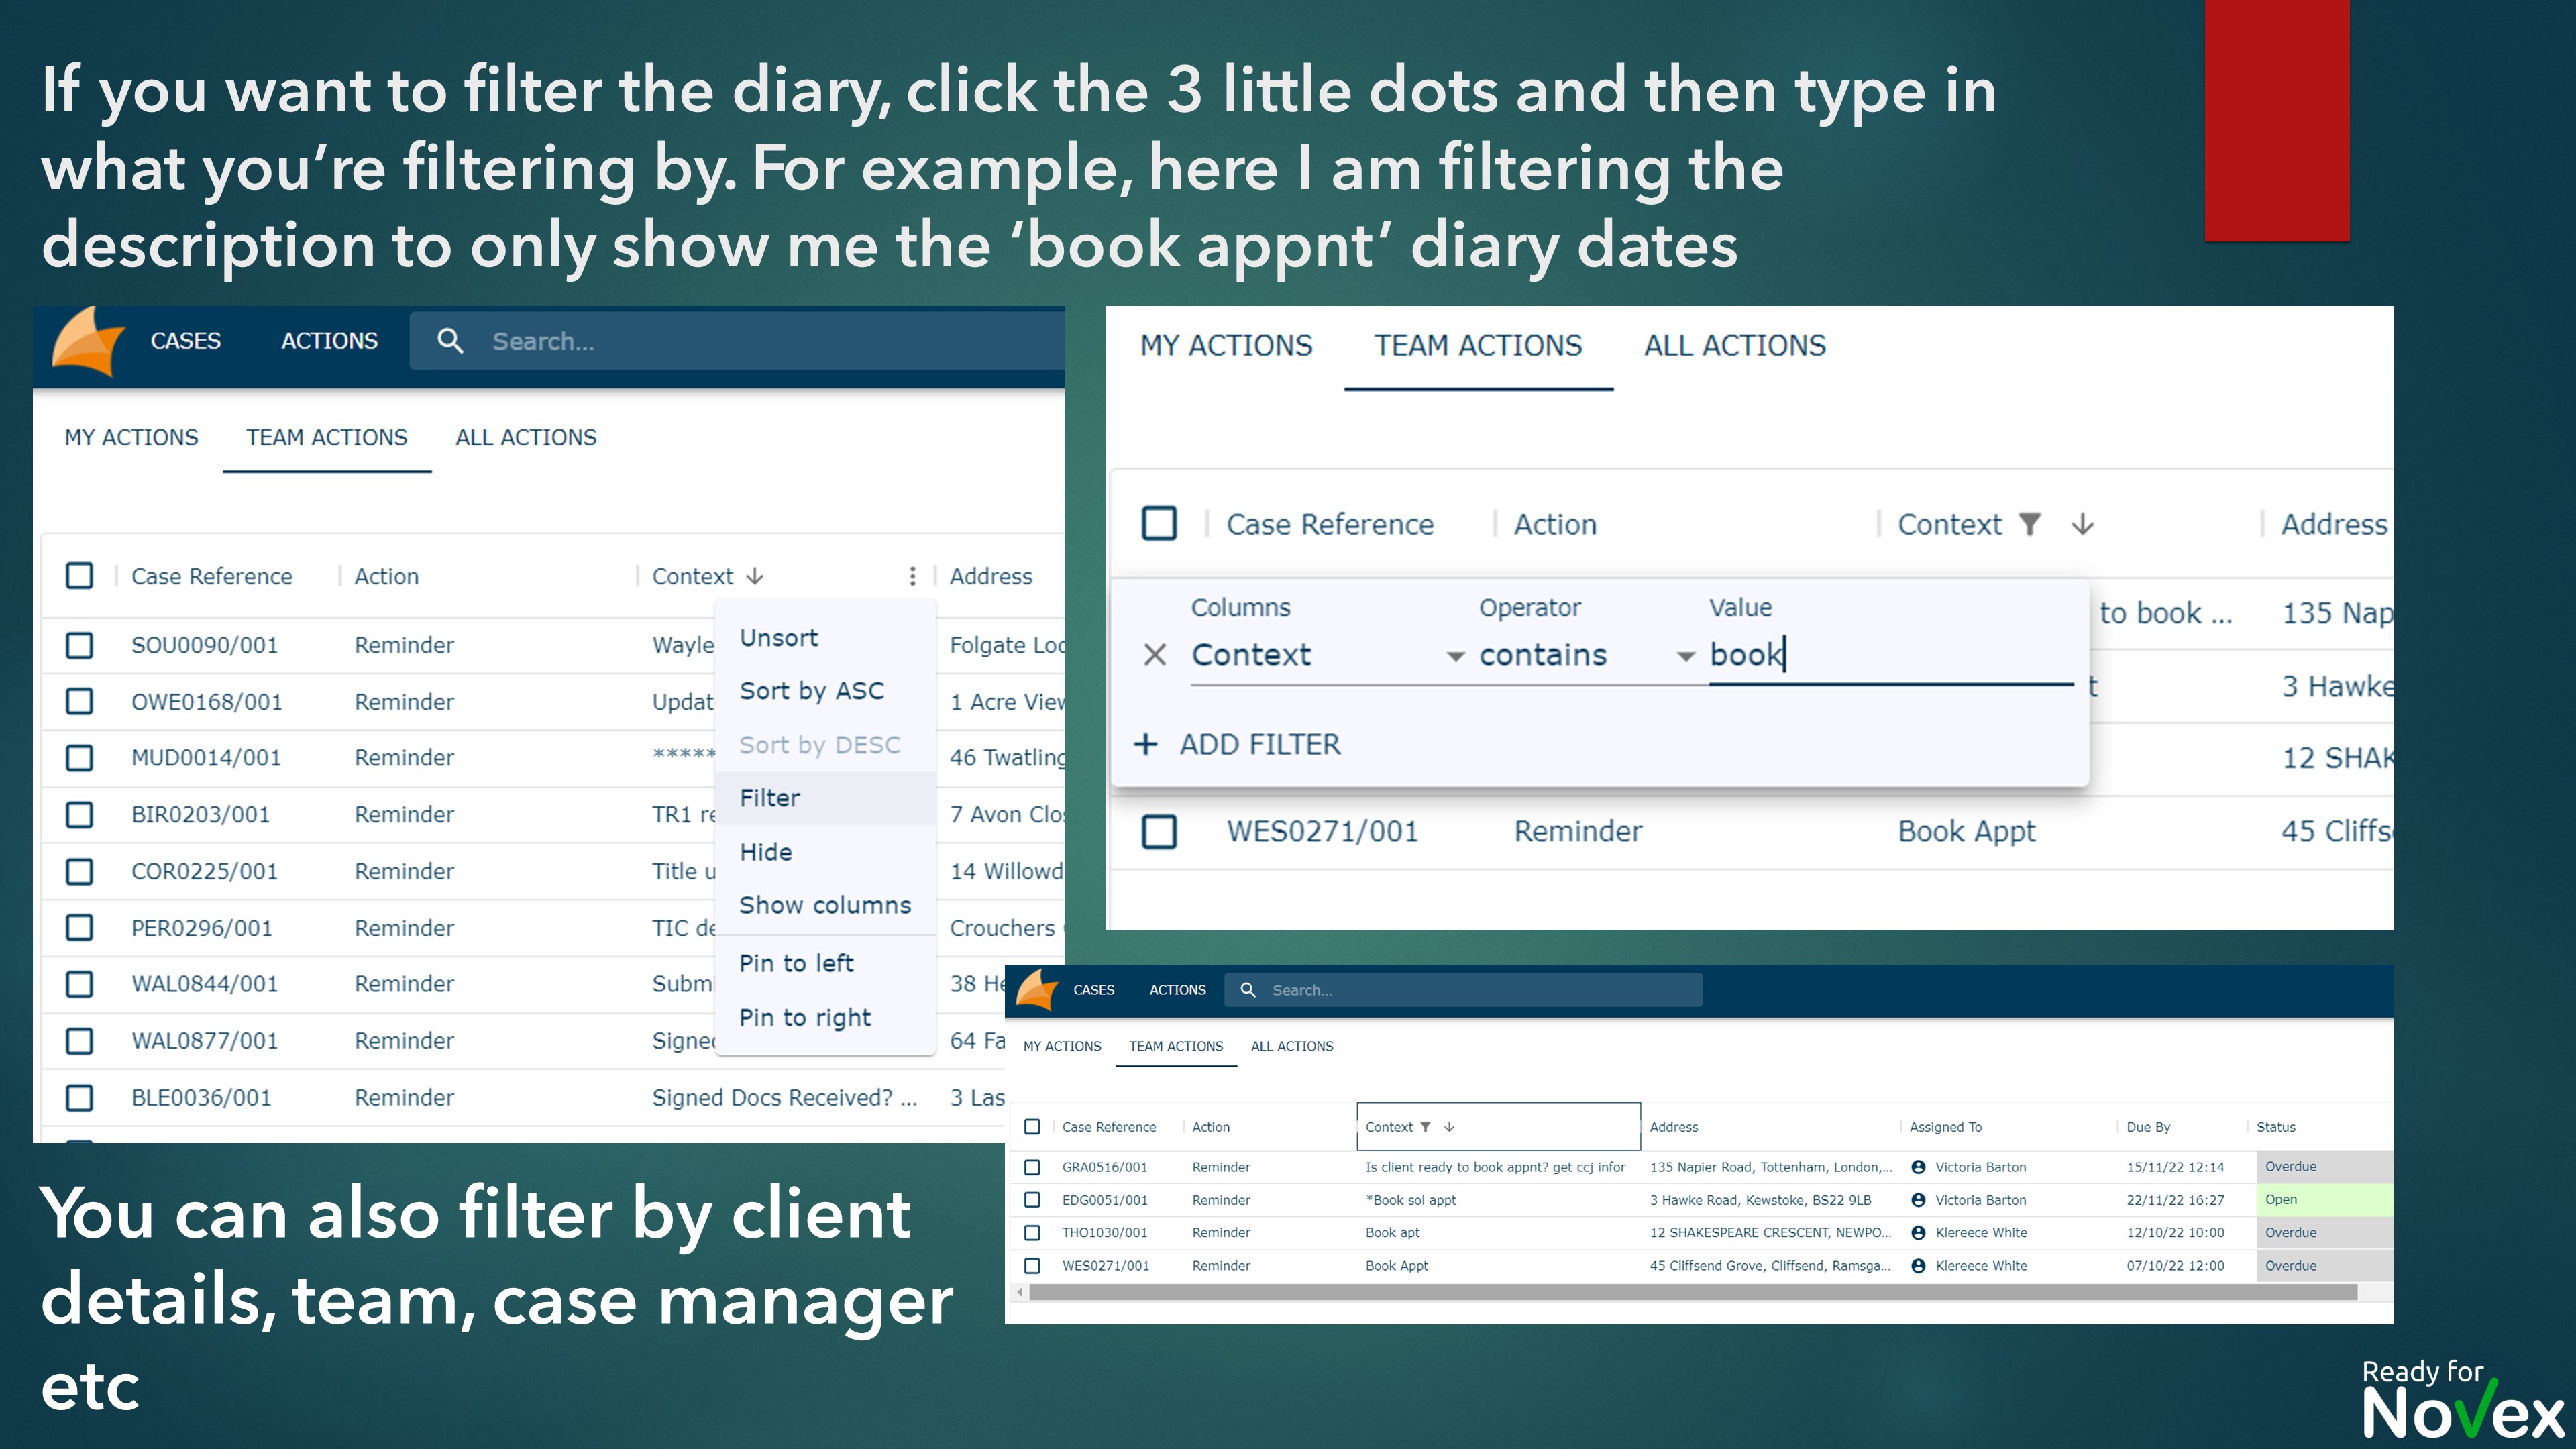 If you want to filter the diary, click the 3 little dots and then type in
what you’re filtering by. For example, here I am filtering the
description to only show me the ‘book appnt’ diary dates
CASES ACTIONS Search...
MY ACTIONS TEAM ACTIONS ALL ACTIONS
Case Reference Action Context Address
SOU0090/001 Reminder Wayle Folgate Loc
OWE0168/001 Reminder Updat 1 Acre View
MUD0014/001 Reminder ***** 46 Twatling
BIR0203/001 Reminder TR1 re 7 Avon Clo
COR0225/001 Reminder Title u 14 Willowd
PER0296/001 Reminder TIC de Crouchers
WAL0844/001 Reminder Submi 38 He
WAL0877/001 Reminder Signed 64 Fa
BLE0036/001 Reminder Signed Docs Received? ... 3 Las
Unsort
Sort by ASC
Sort by DESC
Filter
Hide
Show columns
Pin to left
Pin to right
MY ACTIONS TEAM ACTIONS ALL ACTIONS
Case Reference Action Context Address
Columns Operator Value
Context contains book
+ ADD FILTER
to book ... 135 Nap
t 3 Hawke
12 SHAK
WES0271/001 Reminder Book Appt 45 Cliffs
CASES ACTIONS Search...
MY ACTIONS TEAM ACTIONS ALL ACTIONS
Case Reference Action Context Address Assigned To Due By Status
GRA0516/001 Reminder Is client ready to book appnt? get ccj infor 135 Napier Road, Tottenham, London,... Victoria Barton 15/11/22 12:14 Overdue
EDG0051/001 Reminder *Book sol appt 3 Hawke Road, Kewstoke, BS22 9LB Victoria Barton 22/11/22 16:27 Open
THO1030/001 Reminder Book apt 12 SHAKESPEARE CRESCENT, NEWPO... Klereece White 12/10/22 10:00 Overdue
WES0271/001 Reminder Book Appt 45 Cliffsend Grove, Cliffsend, Ramsga... Klereece White 07/10/22 12:00 Overdue
You can also filter by client
details, team, case manager
etc
Ready for
Novex